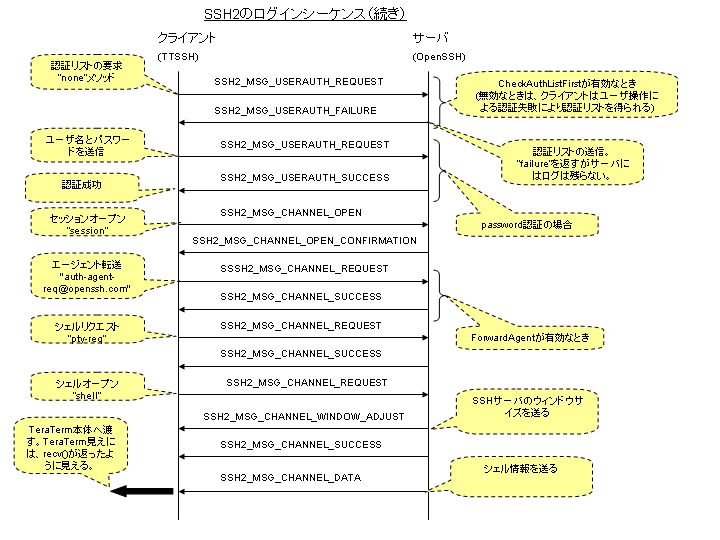 SSH2のログインシーケンス（続き）
クライアント
(TTSSH)
サーバ
(OpenSSH)
認証リストの要求
"none"メソッド
SSH2_MSG_USERAUTH_REQUEST
CheckAuthListFirstが有効なとき
(無効なときは、クライアントはユーザ操作に
よる認証失敗により認証リストを得られる)
SSH2_MSG_USERAUTH_FAILURE
認証リストの送信。
"failure"を返すがサーバに
はログは残らない。
ユーザ名とパスワー
ドを送信
SSH2_MSG_USERAUTH_REQUEST
認証成功
SSH2_MSG_USERAUTH_SUCCESS
password認証の場合
セッションオープン
"session"
SSH2_MSG_CHANNEL_OPEN
SSH2_MSG_CHANNEL_OPEN_CONFIRMATION
エージェント転送
"auth-agent-
req@openssh.com"
SSSH2_MSG_CHANNEL_REQUEST
SSH2_MSG_CHANNEL_SUCCESS
ForwardAgentが有効なとき
シェルリクエスト
"pty-req"
SSH2_MSG_CHANNEL_REQUEST
SSH2_MSG_CHANNEL_SUCCESS
シェルオープン
"shell"
SSH2_MSG_CHANNEL_REQUEST
SSHサーバのウィンドウサ
イズを送る
SSH2_MSG_CHANNEL_WINDOW_ADJUST
TeraTerm本体へ渡
す。TeraTerm見えに
は、recv()が返ったよ
うに見える。
SSH2_MSG_CHANNEL_SUCCESS
シェル情報を送る
SSH2_MSG_CHANNEL_DATA